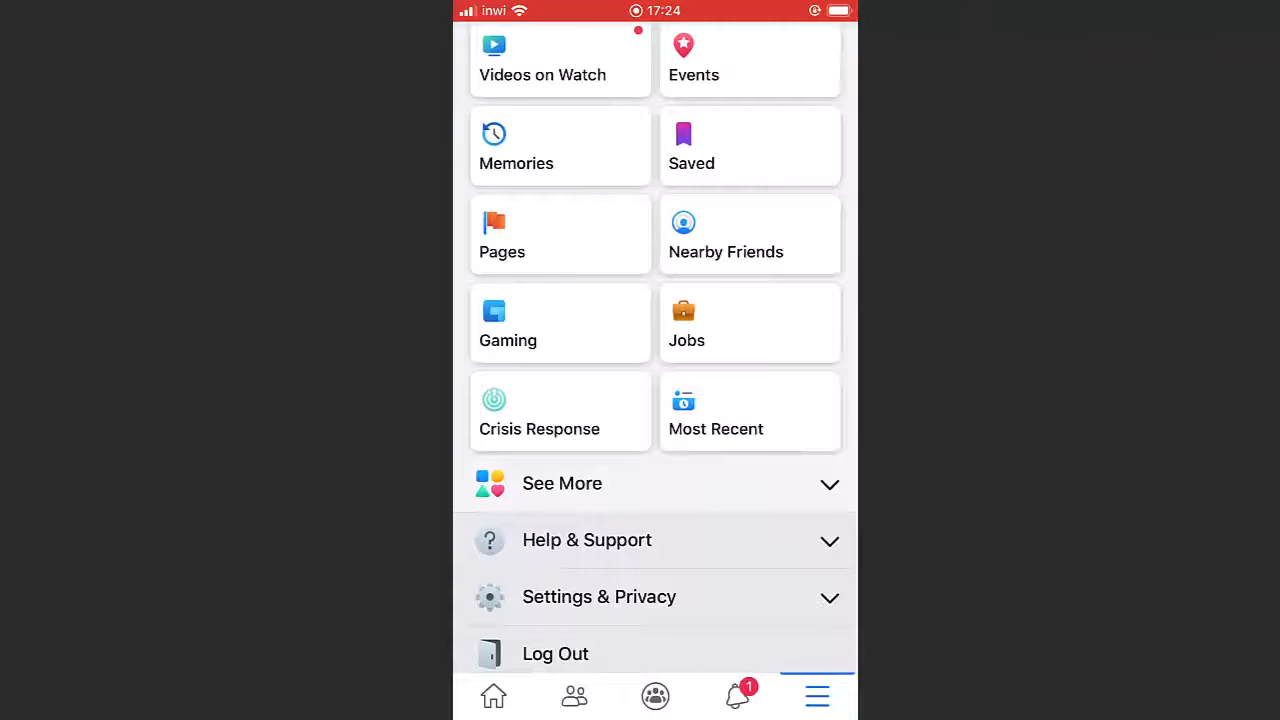 inwi 17:24
Videos on Watch
Events
Memories
Saved
Pages
Nearby Friends
Gaming
Jobs
Crisis Response
Most Recent
See More
Help & Support
Settings & Privacy
Log Out
1